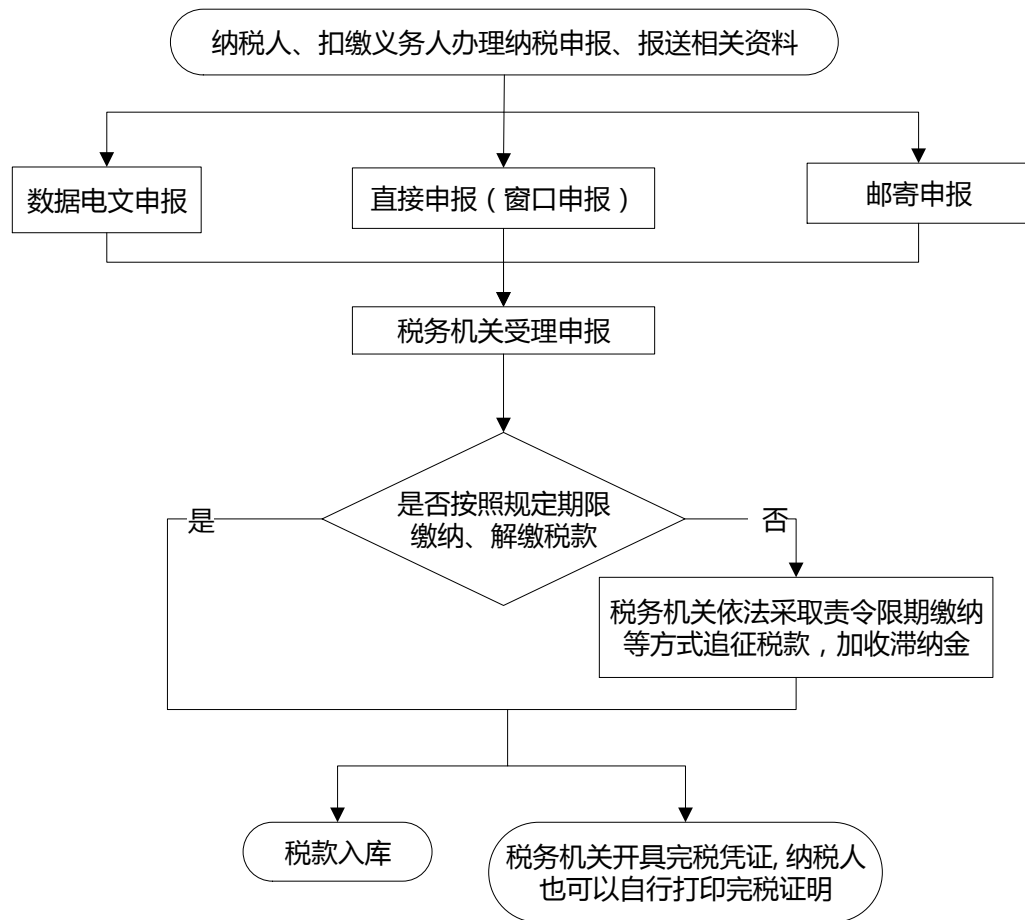 纳税人、扣缴义务人办理纳税申报、报送相关资料
数据电文申报
直接申报（窗口申报）
邮寄申报
税务机关受理申报
是否按照规定期限
缴纳、解缴税款
是
否
税务机关依法采取责令限期缴纳
等方式追征税款，加收滞纳金
税款入库
税务机关开具完税凭证, 纳税人
也可以自行打印完税证明